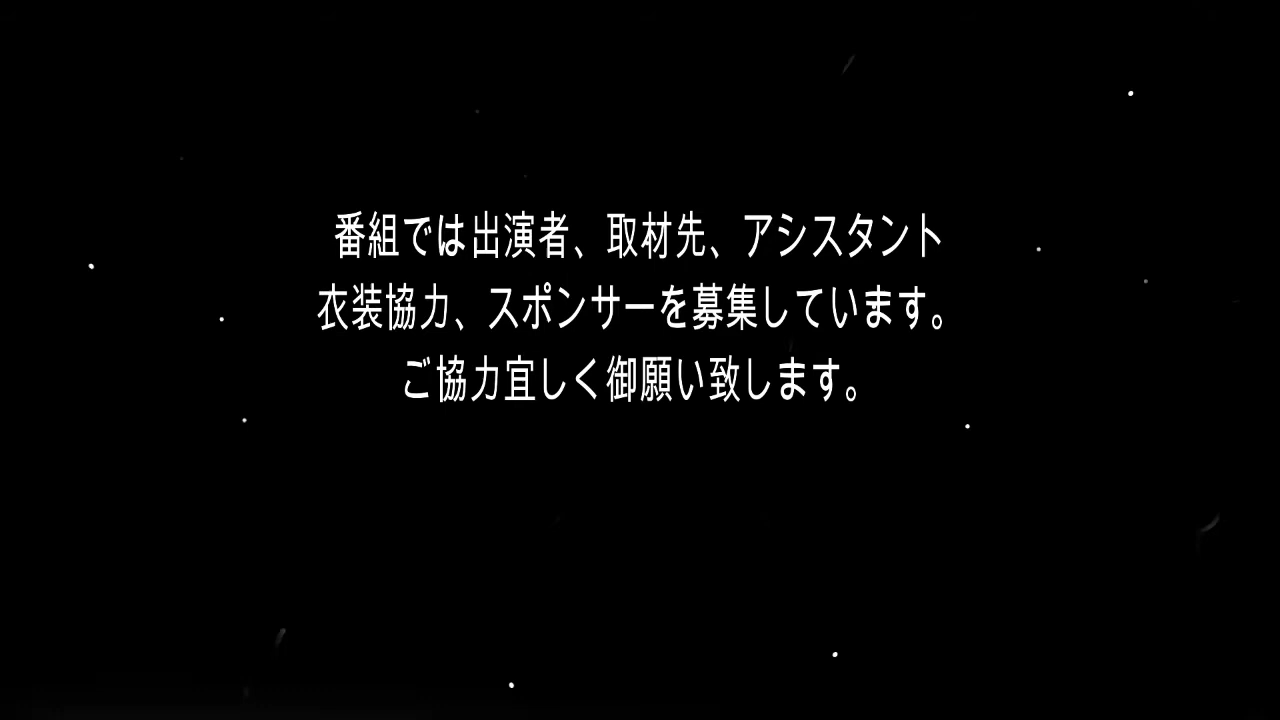 番組では出演者、取材先、アシスタント
衣装協力、スポンサーを募集しています。
ご協力宜しく御願い致します。